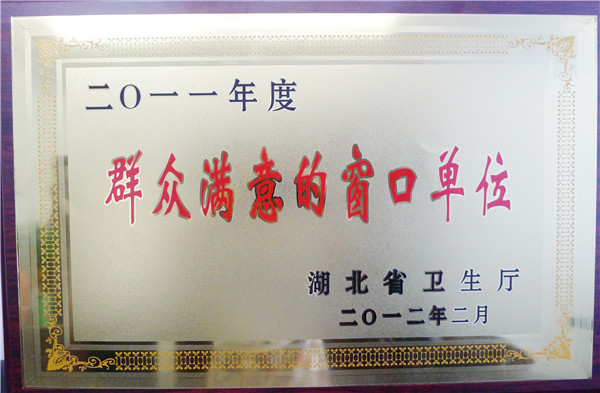 二〇一一年度
群众满意的窗口单位
湖北省卫生厅
二〇一二年二月